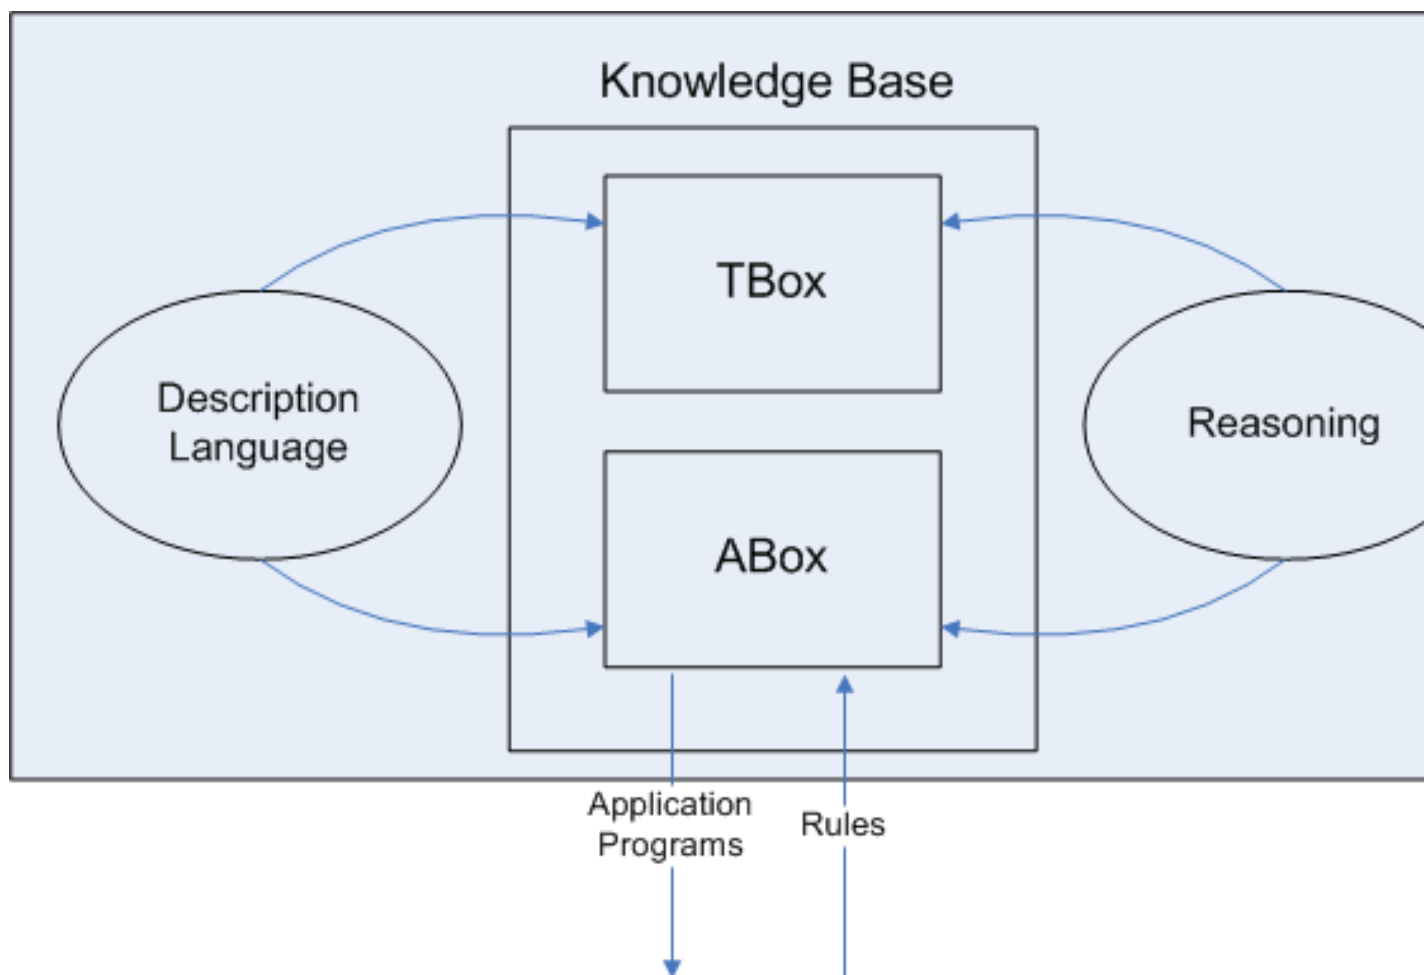 Knowledge Base
TBox
Description
Language
Reasoning
ABox
Application
Programs
Rules